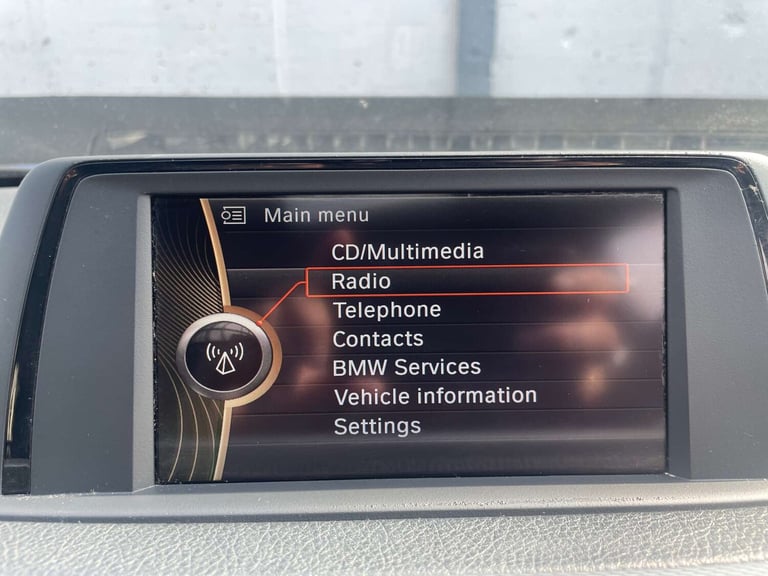 Main menu
CD/Multimedia
Radio
Telephone
Contacts
BMW Services
Vehicle information
Settings